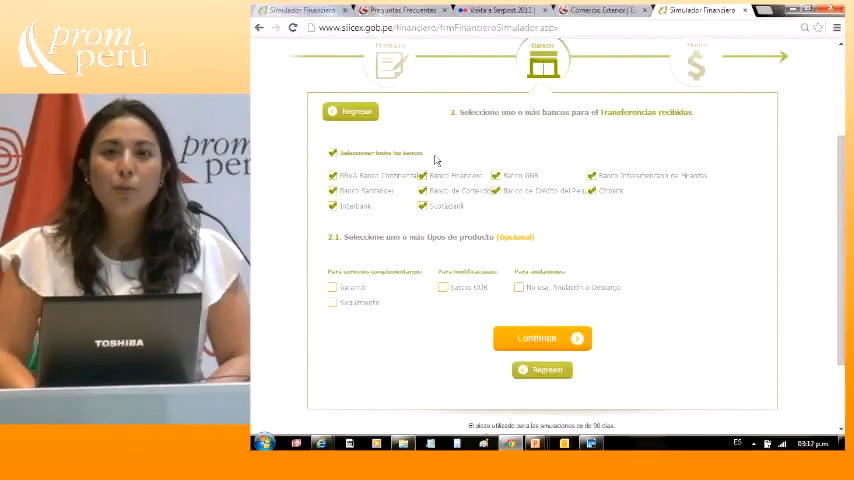 prom
perú
prom
per
TOSHIBA
Simulador Financiero
Preguntas Frecuentes
Visita a Serpost 2013 |
Comercio Exterior | E
Simulador Financiero
www.siicex.gob.pe/financiero/frmFinancieroSimulador.aspx
Producto
Bancos
Monto
Regresar
2. Seleccione uno o más bancos para el Transferencias recibidas
Seleccionar todos los bancos
BBVA Banco Continental
Banco Financiero
Banco GNB
Banco Interamericano de Finanzas
Banco Santander
Banco de Comercio
Banco de Crédito del Perú
Citibank
Interbank
Scotiabank
2.1. Seleccione uno o más tipos de producto (Opcional)
Para servicios complementarios:
Para modificaciones:
Para anulaciones:
Garantía
Gastos OUR
No usa, Anulación o Descargo
Seguimiento
Continuar
Regresar
El plazo utilizado para las simulaciones es de 90 días.
ES
03:12 p.m.